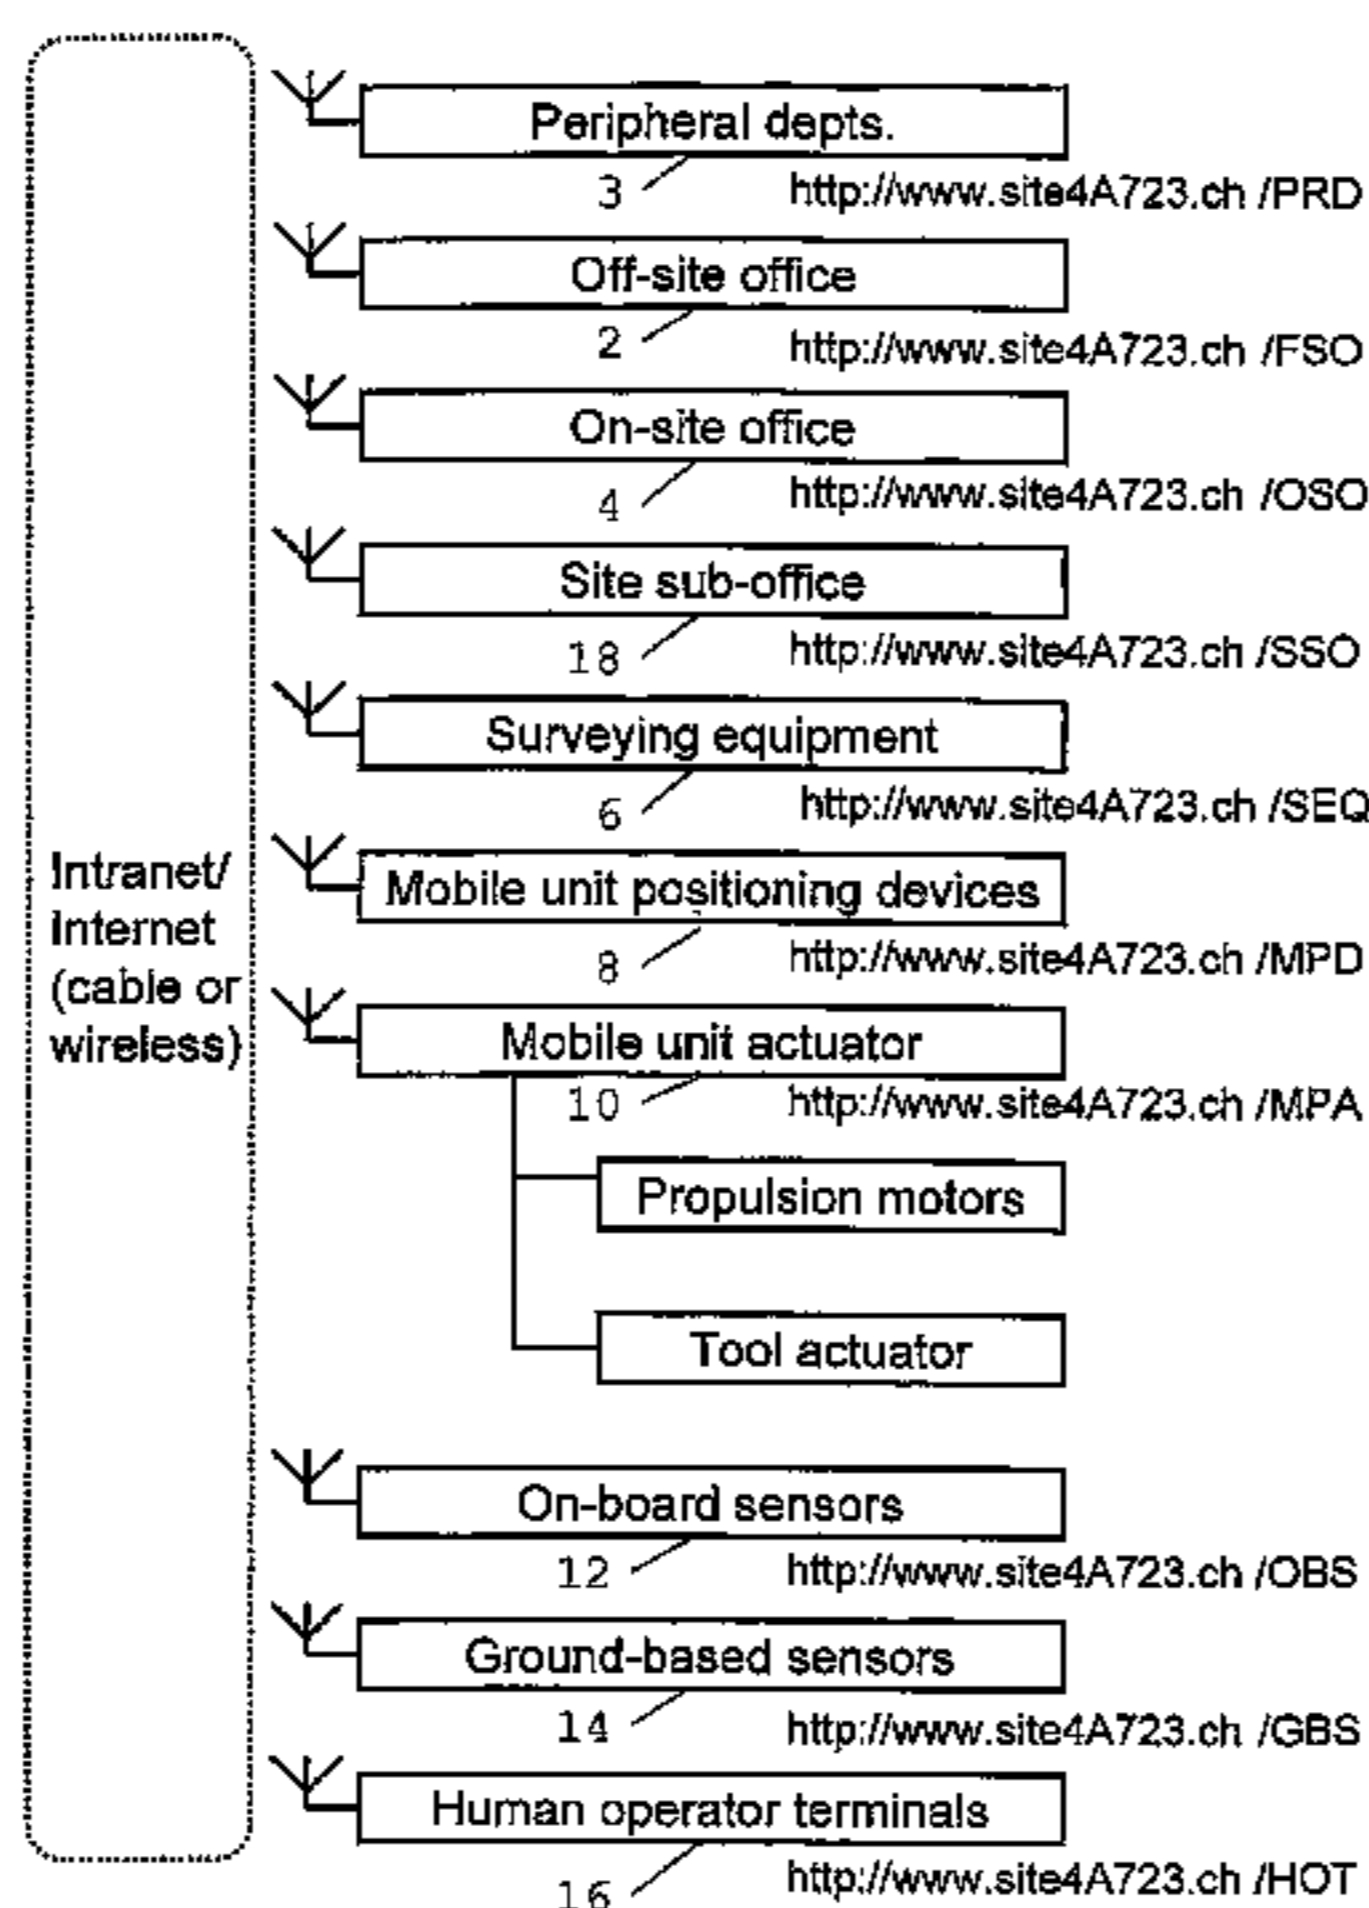 Peripheral depts.
3
http://www.site4A723.ch /PRD
Off-site office
2
http://www.site4A723.ch /FSO
On-site office
4
http://www.site4A723.ch /OSO
Site sub-office
18
http://www.site4A723.ch /SSO
Surveying equipment
6
http://www.site4A723.ch /SEQ
Intranet/
Internet
(cable or
wireless)
Mobile unit positioning devices
8
http://www.site4A723.ch /MPD
Mobile unit actuator
10
http://www.site4A723.ch /MPA
Propulsion motors
Tool actuator
On-board sensors
12
http://www.site4A723.ch /OBS
Ground-based sensors
14
http://www.site4A723.ch /GBS
Human operator terminals
16
http://www.site4A723.ch /HOT